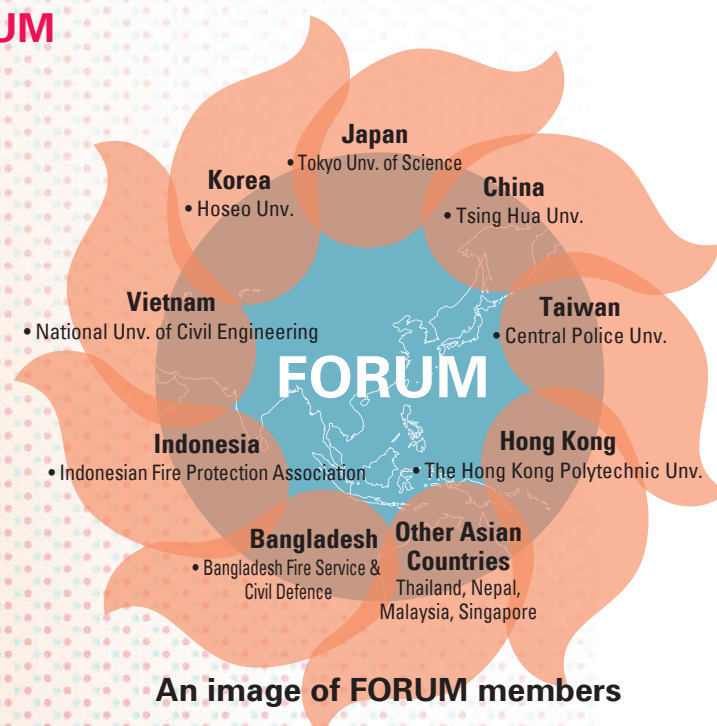 UM
Japan
• Tokyo Unv. of Science
Korea
• Hoseo Unv.
China
• Tsing Hua Unv.
Vietnam
• National Unv. of Civil Engineering
Taiwan
• Central Police Unv.
FORUM
Indonesia
• Indonesian Fire Protection Association
Hong Kong
• The Hong Kong Polytechnic Unv.
Bangladesh
• Bangladesh Fire Service &
Civil Defence
Other Asian
Countries
Thailand, Nepal,
Malaysia, Singapore
An image of FORUM members